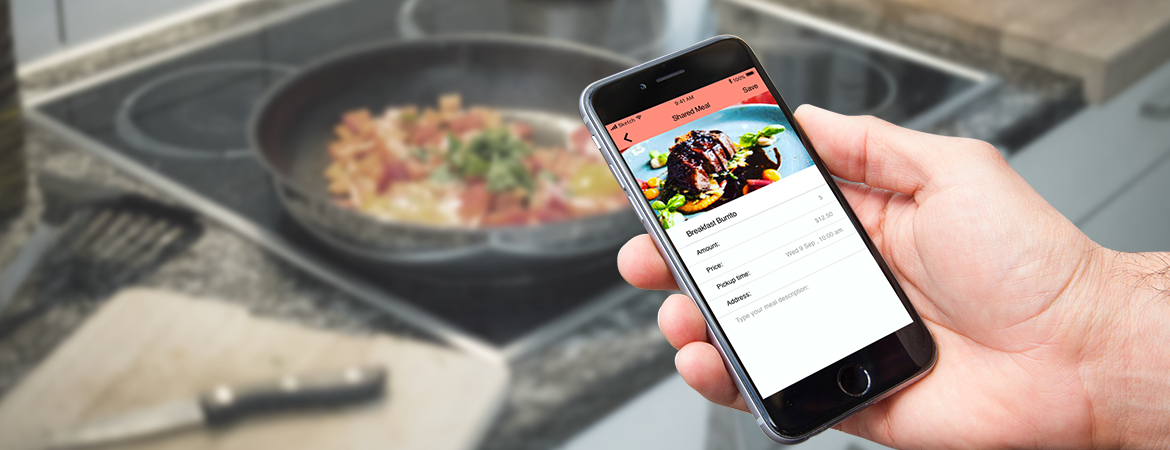 Sketch 9:41 AM 100%
Shared Meal Save
Breakfast Burrito
Amount: 5
Price: $12.50
Pickup time: Wed 9 Sep , 10:00 am
Address:
Type your meal description: